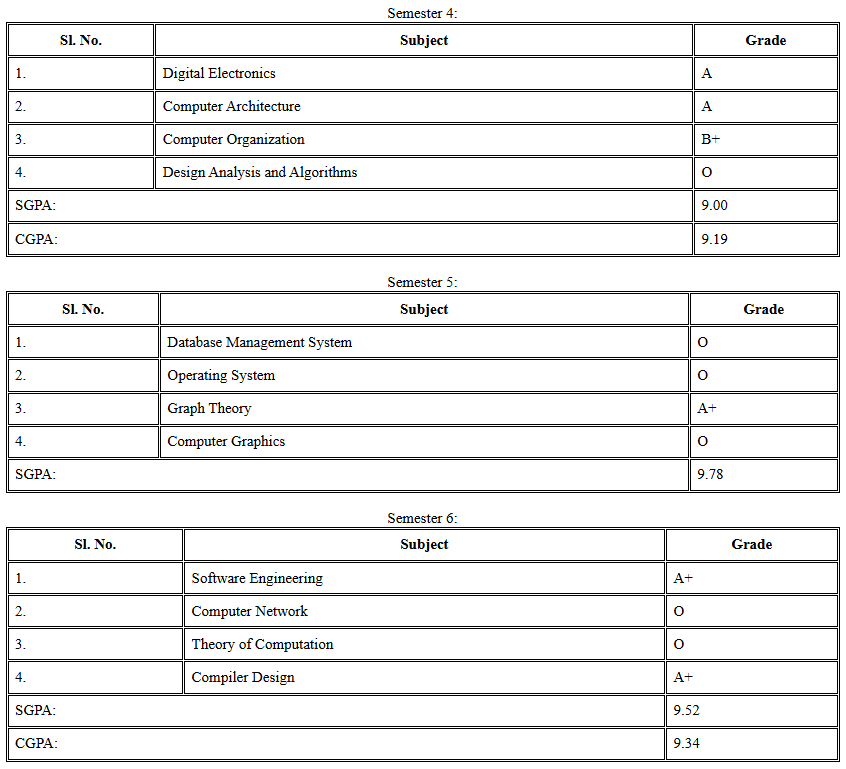 Semester 4:
Sl. No. Subject Grade
1. Digital Electronics A
2. Computer Architecture A
3. Computer Organization B+
4. Design Analysis and Algorithms O
SGPA: 9.00
CGPA: 9.19
Semester 5:
Sl. No. Subject Grade
1. Database Management System O
2. Operating System O
3. Graph Theory A+
4. Computer Graphics O
SGPA: 9.78
Semester 6:
Sl. No. Subject Grade
1. Software Engineering A+
2. Computer Network O
3. Theory of Computation O
4. Compiler Design A+
SGPA: 9.52
CGPA: 9.34